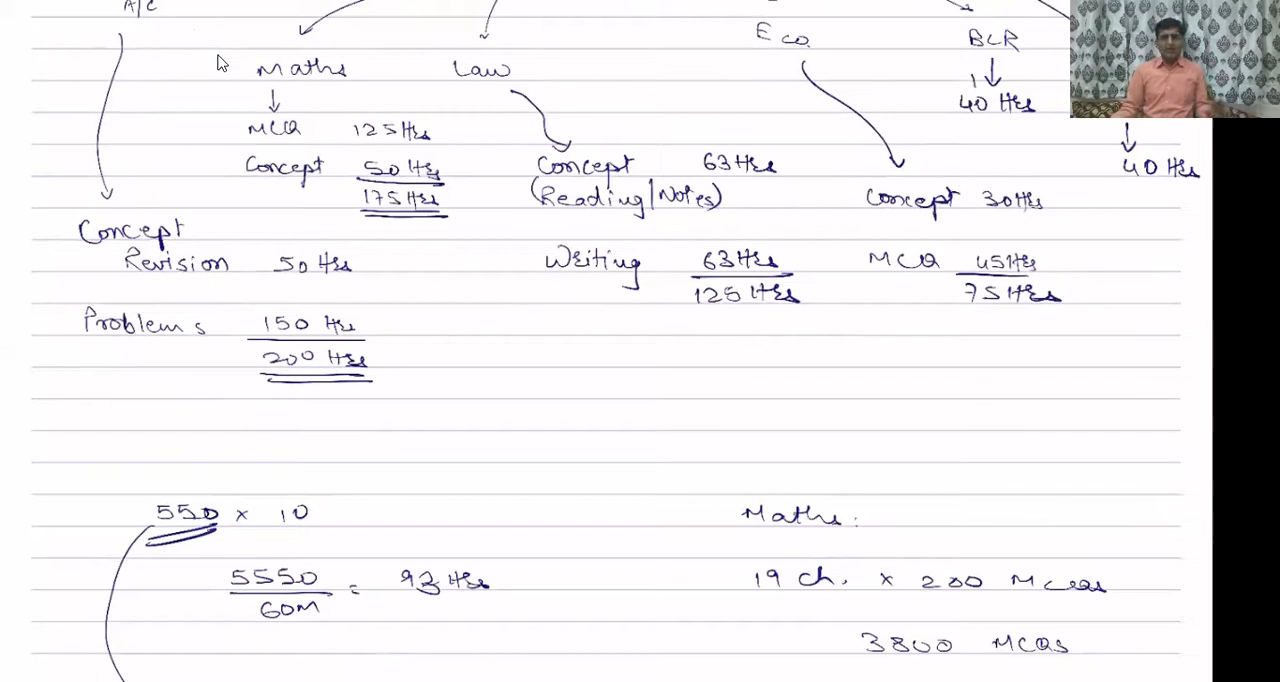 A/C
Eco
BCR
Maths
Law
40 Hrs
MCQ 125 Hrs
Concept 50 Hrs
175 Hrs
Concept 63 Hrs
(Reading/Notes)
40 Hrs
Concept 30 Hrs
Concept
Revision 50 Hrs
Writing 63 Hrs
125 Hrs
MCQ 45 Hrs
75 Hrs
Problems 150 Hrs
200 Hrs
550 × 10
Maths:
5550 = 93 Hrs
60M
19 ch. × 200 Mcqs
3800 MCQs